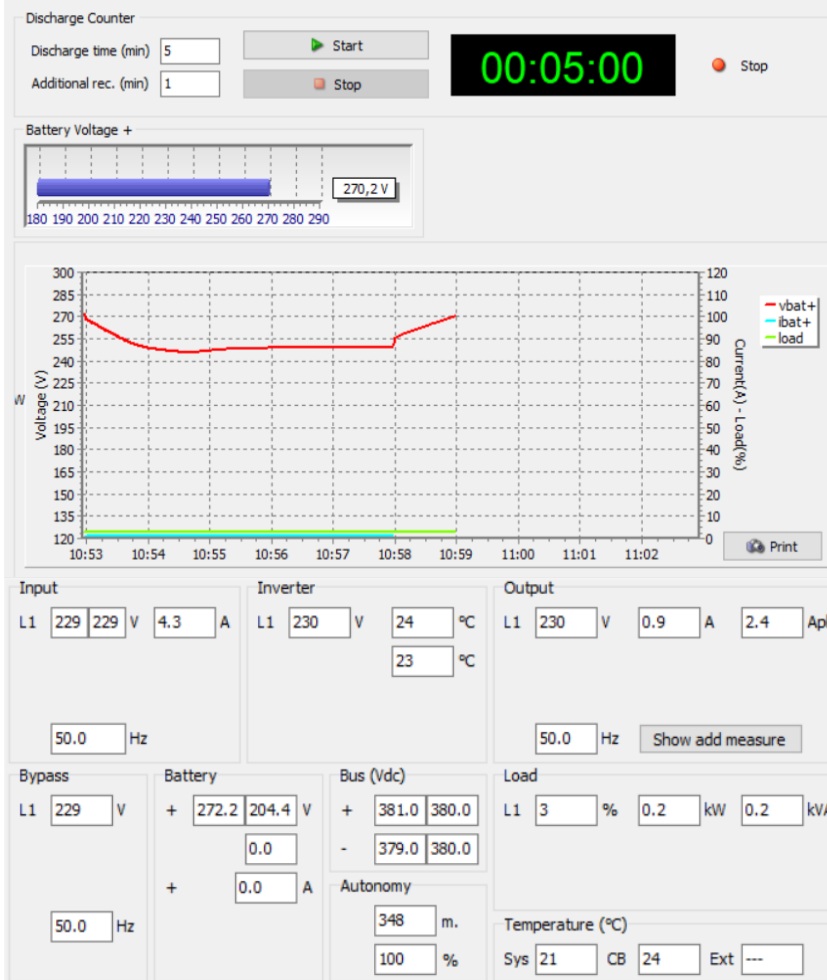 Discharge Counter
Discharge time (min) 5 Start
Additional rec. (min) 1 Stop
00:05:00 Stop
Battery Voltage +
270,2 V
180 190 200 210 220 230 240 250 260 270 280 290
300 120
285 110
270 100
255 90
240 80
225 70
210 60
195 50
180 40
165 30
150 20
135 10
120 0
Voltage (V)
Current(A) - Load(%)
W
10:53 10:54 10:55 10:56 10:57 10:58 10:59 11:00 11:01 11:02
vbat+
ibat+
load
Print
Input
L1 229 229 V 4.3 A
50.0 Hz
Inverter
L1 230 V 24 ºC
23 ºC
Output
L1 230 V 0.9 A 2.4 Apl
50.0 Hz Show add measure
Bypass
L1 229 V
50.0 Hz
Battery
+ 272.2 204.4 V
0.0
+ 0.0 A
Bus (Vdc)
+ 381.0 380.0
- 379.0 380.0
Autonomy
348 m.
100 %
Load
L1 3 % 0.2 kW 0.2 kVA
Temperature (ºC)
Sys 21 CB 24 Ext ---